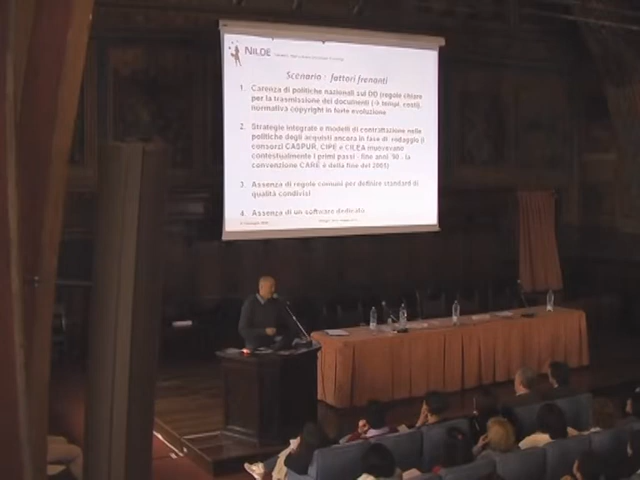 NILDE
Scenario : fattori frenanti
1. Carenza di politiche nazionali sul DD (regole chiare
per la trasmissione dei documenti (→ tempi, costi),
normativa copyright in forte evoluzione
2. Strategie integrate e modelli di contrattazione nelle
politiche degli acquisti ancora in fase di rodaggio (i
consorzi CASPUR, CIPE e CILEA muovevano
contestualmente i primi passi - fine anni '90 - la
convenzione CARE è della fine del 2001)
3. Assenza di regole comuni per definire standard di
qualità condivisi
4. Assenza di un software dedicato